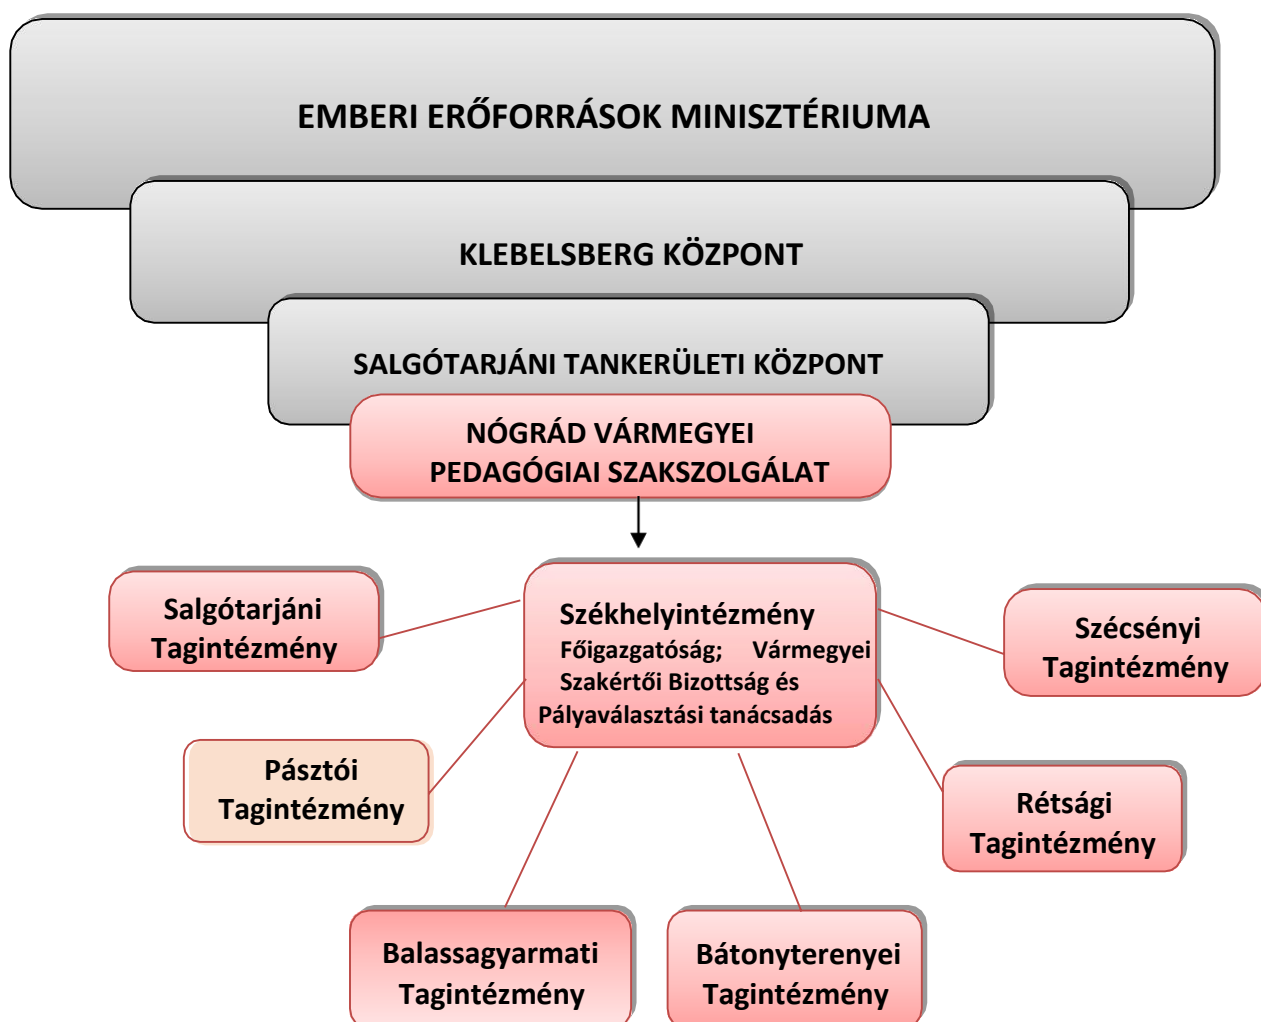 EMBERI ERŐFORRÁSOK MINISZTÉRIUMA
KLEBELSBERG KÖZPONT
SALGÓTARJÁNI TANKERÜLETI KÖZPONT
NÓGRÁD VÁRMEGYEI
PEDAGÓGIAI SZAKSZOLGÁLAT
Salgótarjáni
Tagintézmény
Székhelyintézmény
Főigazgatóság; Vármegyei
Szakértői Bizottság és
Pályaválasztási tanácsadás
Szécsényi
Tagintézmény
Pásztói
Tagintézmény
Rétsági
Tagintézmény
Balassagyarmati
Tagintézmény
Bátonyterenyei
Tagintézmény